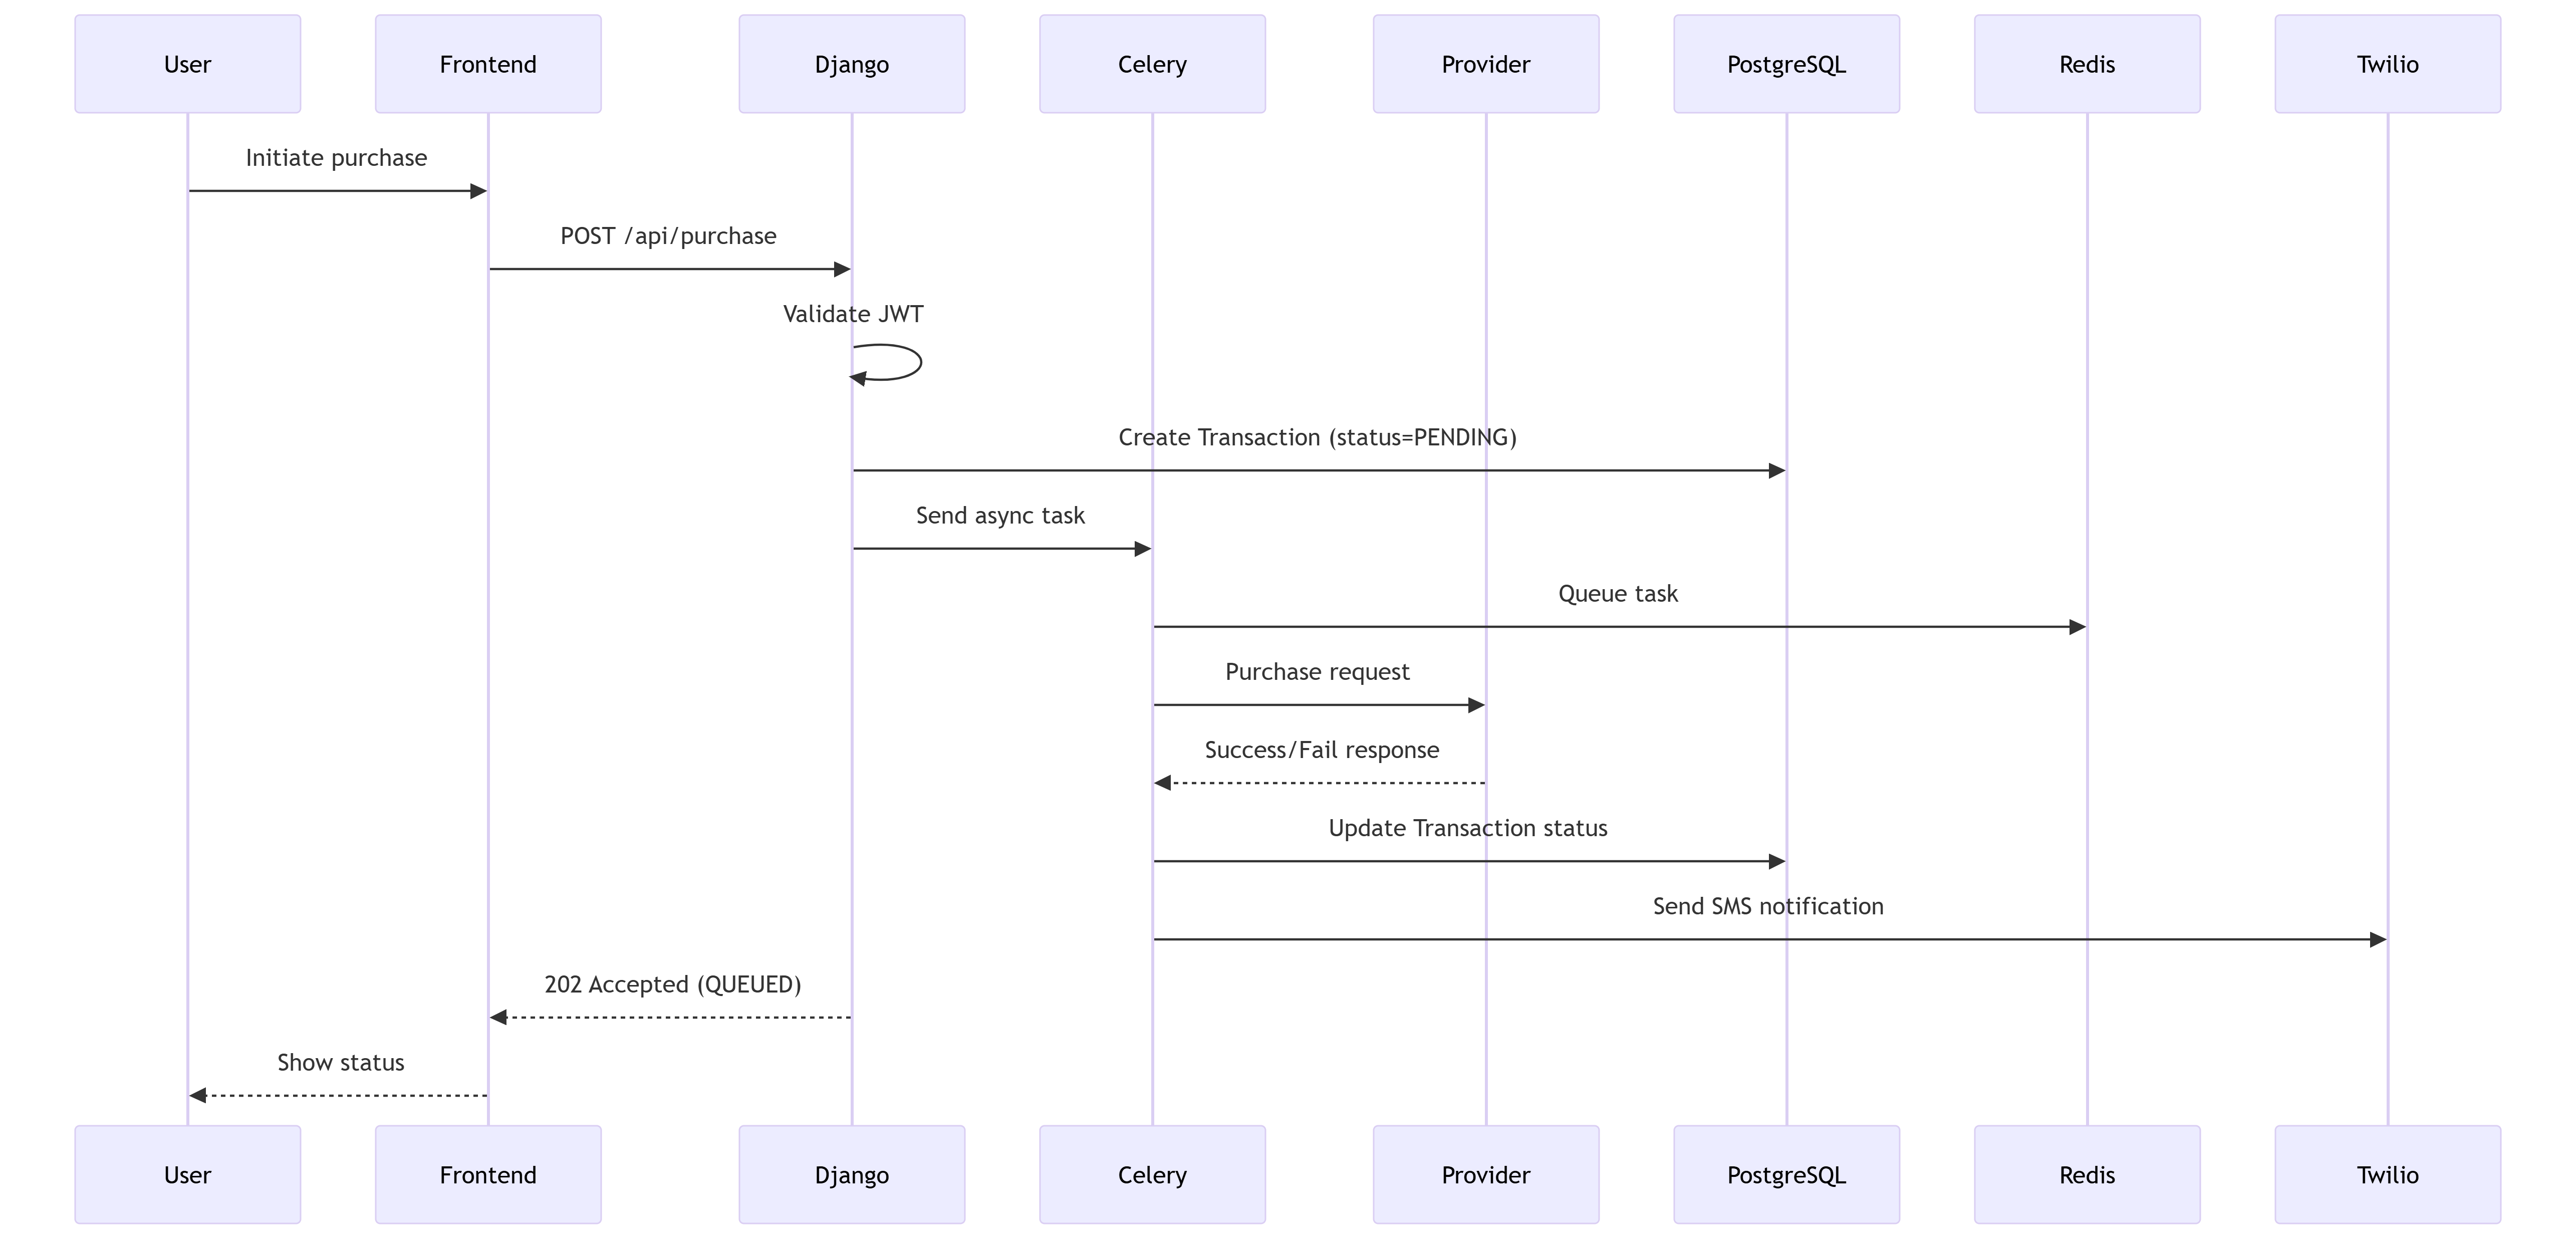 User
Frontend
Django
Celery
Provider
PostgreSQL
Redis
Twilio
Initiate purchase
POST /api/purchase
Validate JWT
Create Transaction (status=PENDING)
Send async task
Queue task
Purchase request
Success/Fail response
Update Transaction status
Send SMS notification
202 Accepted (QUEUED)
Show status
User
Frontend
Django
Celery
Provider
PostgreSQL
Redis
Twilio